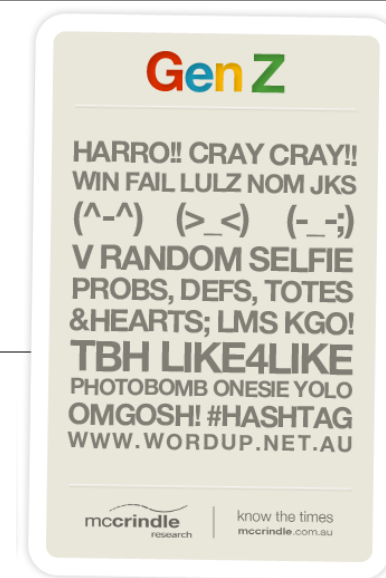 Gen Z
HARRO!! CRAY CRAY!!
WIN FAIL LULZ NOM JKS
(^-^) (>_<) (-_-;)
V RANDOM SELFIE
PROBS, DEFS, TOTES
&HEARTS; LMS KGO!
TBH LIKE4LIKE
PHOTOBOMB ONESIE YOLO
OMGOSH! #HASHTAG
WWW.WORDUP.NET.AU
mccrindle
research
know the times
mccrindle.com.au